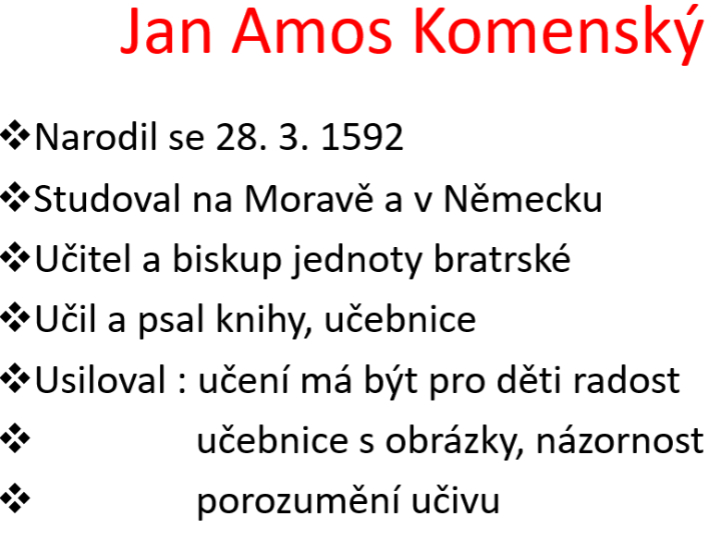 Jan Amos Komenský
❖Narodil se 28. 3. 1592
❖Studoval na Moravě a v Německu
❖Učitel a biskup jednoty bratrské
❖Učil a psal knihy, učebnice
❖Usiloval : učení má být pro děti radost
❖ učebnice s obrázky, názornost
❖ porozumění učivu